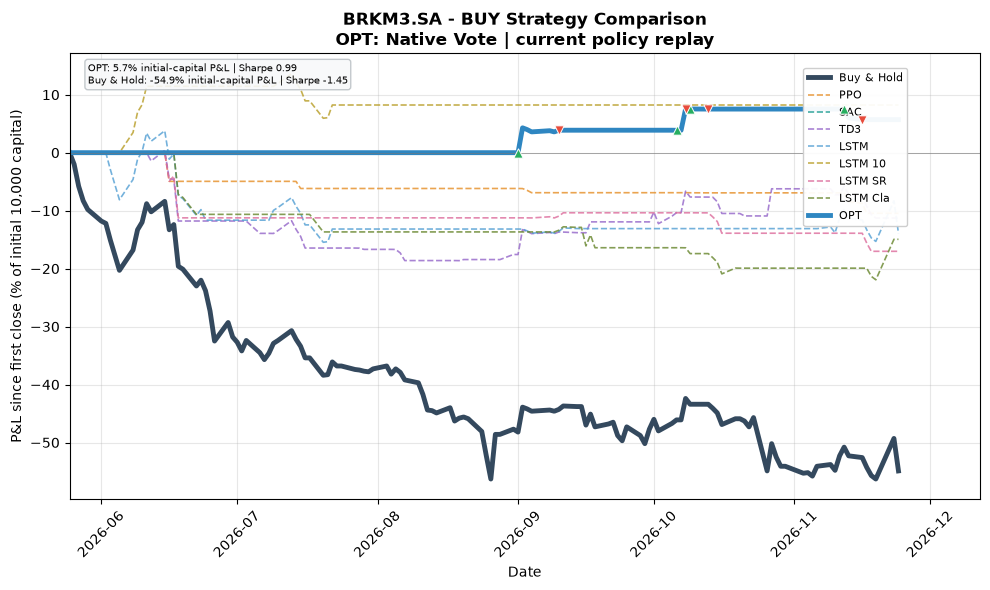 BRKM3.SA - BUY Strategy Comparison
OPT: Native Vote | current policy replay
OPT: 5.7% initial-capital P&L | Sharpe 0.99
Buy & Hold: -54.9% initial-capital P&L | Sharpe -1.45
Buy & Hold
PPO
SAC
TD3
LSTM
LSTM 10
LSTM SR
LSTM Cla
OPT
P&L since first close (% of initial 10,000 capital)
10
0
−10
−20
−30
−40
−50
2026-06
2026-07
2026-08
2026-09
2026-10
2026-11
2026-12
Date